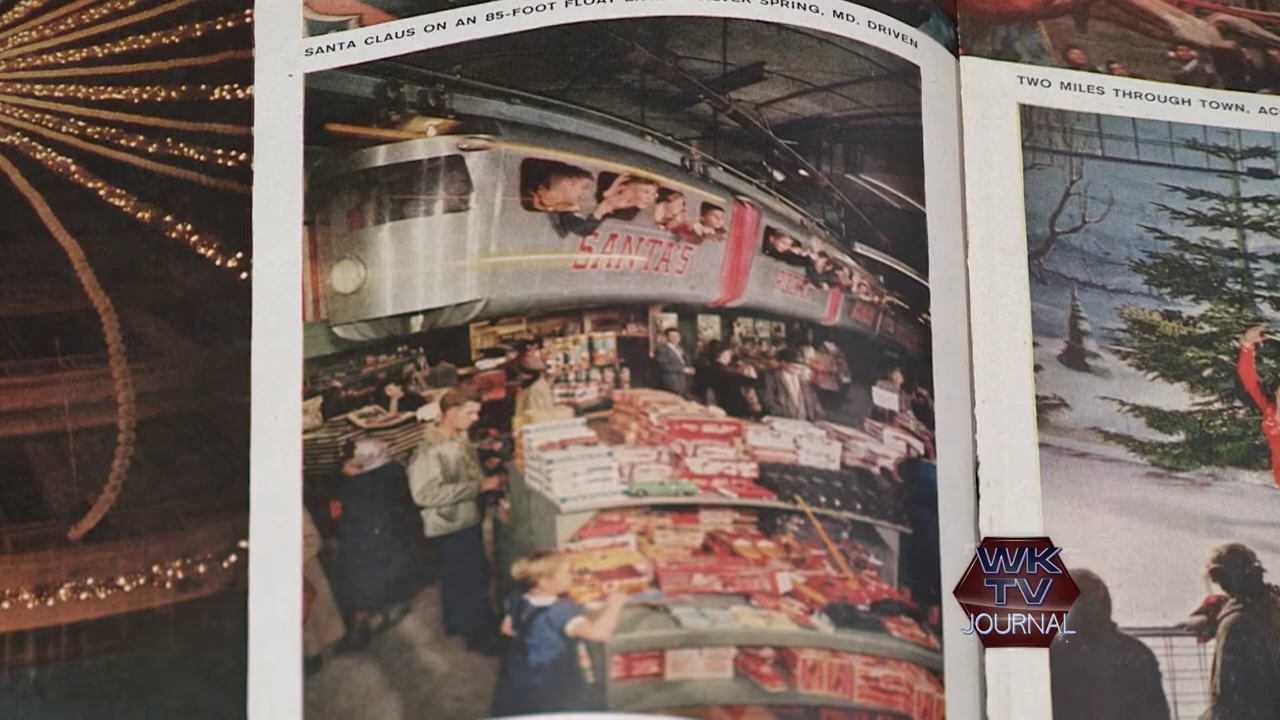 SANTA CLAUS ON AN 85-FOOT FLOAT SPRING, MD. DRIVEN
TWO MILES THROUGH TOWN, AC
SANTA'S
WK
TV
JOURNAL